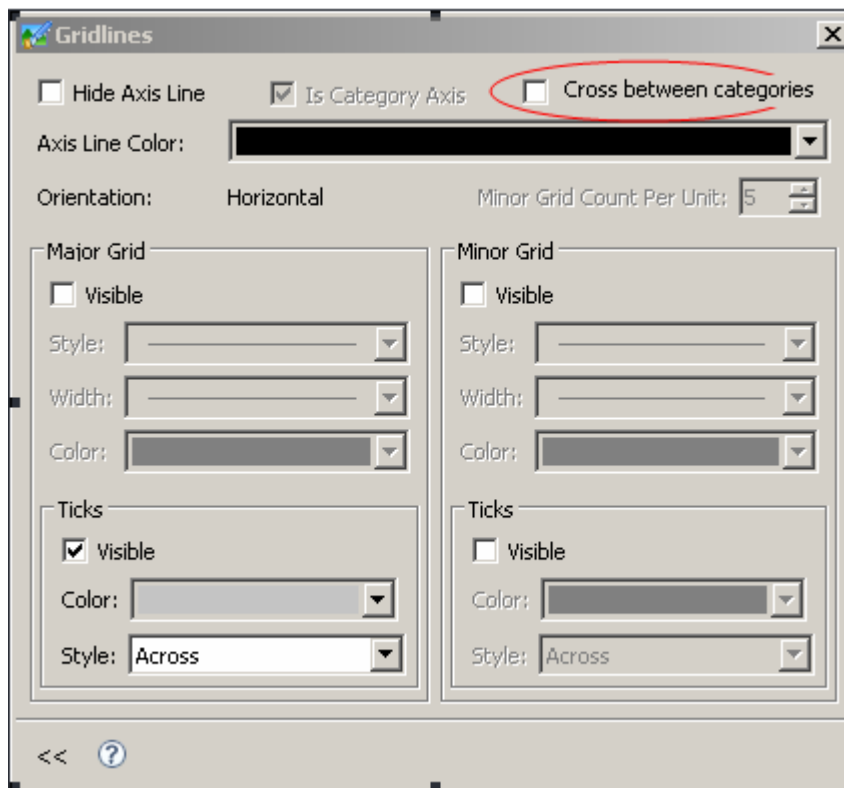 Gridlines
Hide Axis Line
Is Category Axis
Cross between categories
Axis Line Color:
Orientation: Horizontal
Minor Grid Count Per Unit: 5
Major Grid
Visible
Style:
Width:
Color:
Ticks
Visible
Color:
Style: Across
Minor Grid
Visible
Style:
Width:
Color:
Ticks
Visible
Color:
Style: Across
<< ?